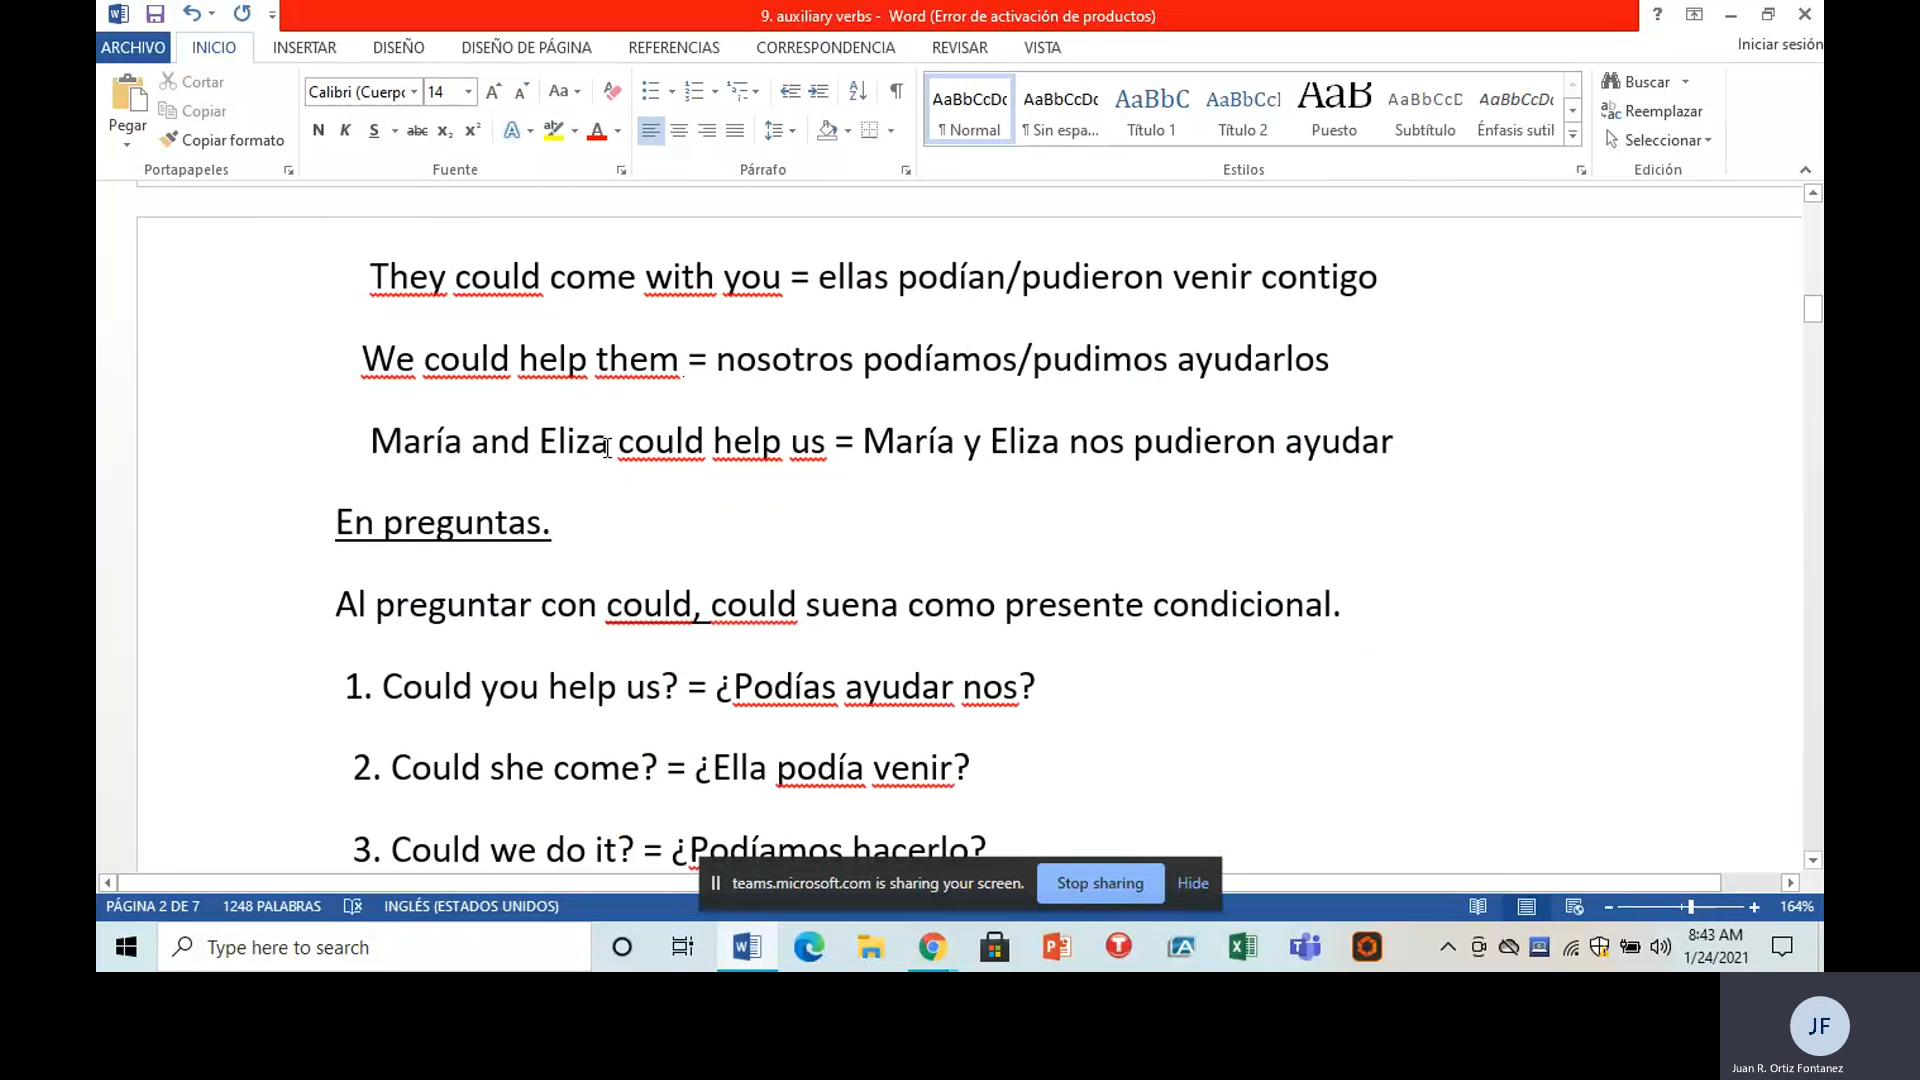 9. auxiliary verbs - Word (Error de activación de productos)
?
ARCHIVO INICIO INSERTAR DISEÑO DISEÑO DE PÁGINA REFERENCIAS CORRESPONDENCIA REVISAR VISTA Iniciar sesión
Pegar
Cortar
Copiar
Copiar formato
Portapapeles
Calibri (Cuerpo 14
N K S abc x₂ x²
Fuente
Párrafo
AaBbCcDc AaBbCcDc AaBbC AaBbCcI AaB AaBbCcD AaBbCcDc
¶ Normal ¶ Sin espa... Título 1 Título 2 Puesto Subtítulo Énfasis sutil
Estilos
Buscar
Reemplazar
Seleccionar
Edición
They could come with you = ellas podían/pudieron venir contigo
We could help them = nosotros podíamos/pudimos ayudarlos
María and Eliza could help us = María y Eliza nos pudieron ayudar
En preguntas.
Al preguntar con could, could suena como presente condicional.
1. Could you help us? = ¿Podías ayudar nos?
2. Could she come? = ¿Ella podía venir?
3. Could we do it? = ¿Podíamos hacerlo?
teams.microsoft.com is sharing your screen. Stop sharing Hide
PÁGINA 2 DE 7 1248 PALABRAS INGLÉS (ESTADOS UNIDOS) 164%
Type here to search
8:43 AM
1/24/2021
JF
Juan R. Ortiz Fontanez